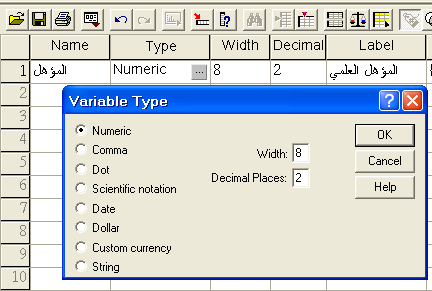 Name Type Width Decimal Label
1 المؤهل Numeric ... 8 2 المؤهل العلمي
2
3
4
5
6
7
8
9
10
Variable Type
Numeric
Comma
Dot
Scientific notation
Date
Dollar
Custom currency
String
Width: 8
Decimal Places: 2
OK
Cancel
Help